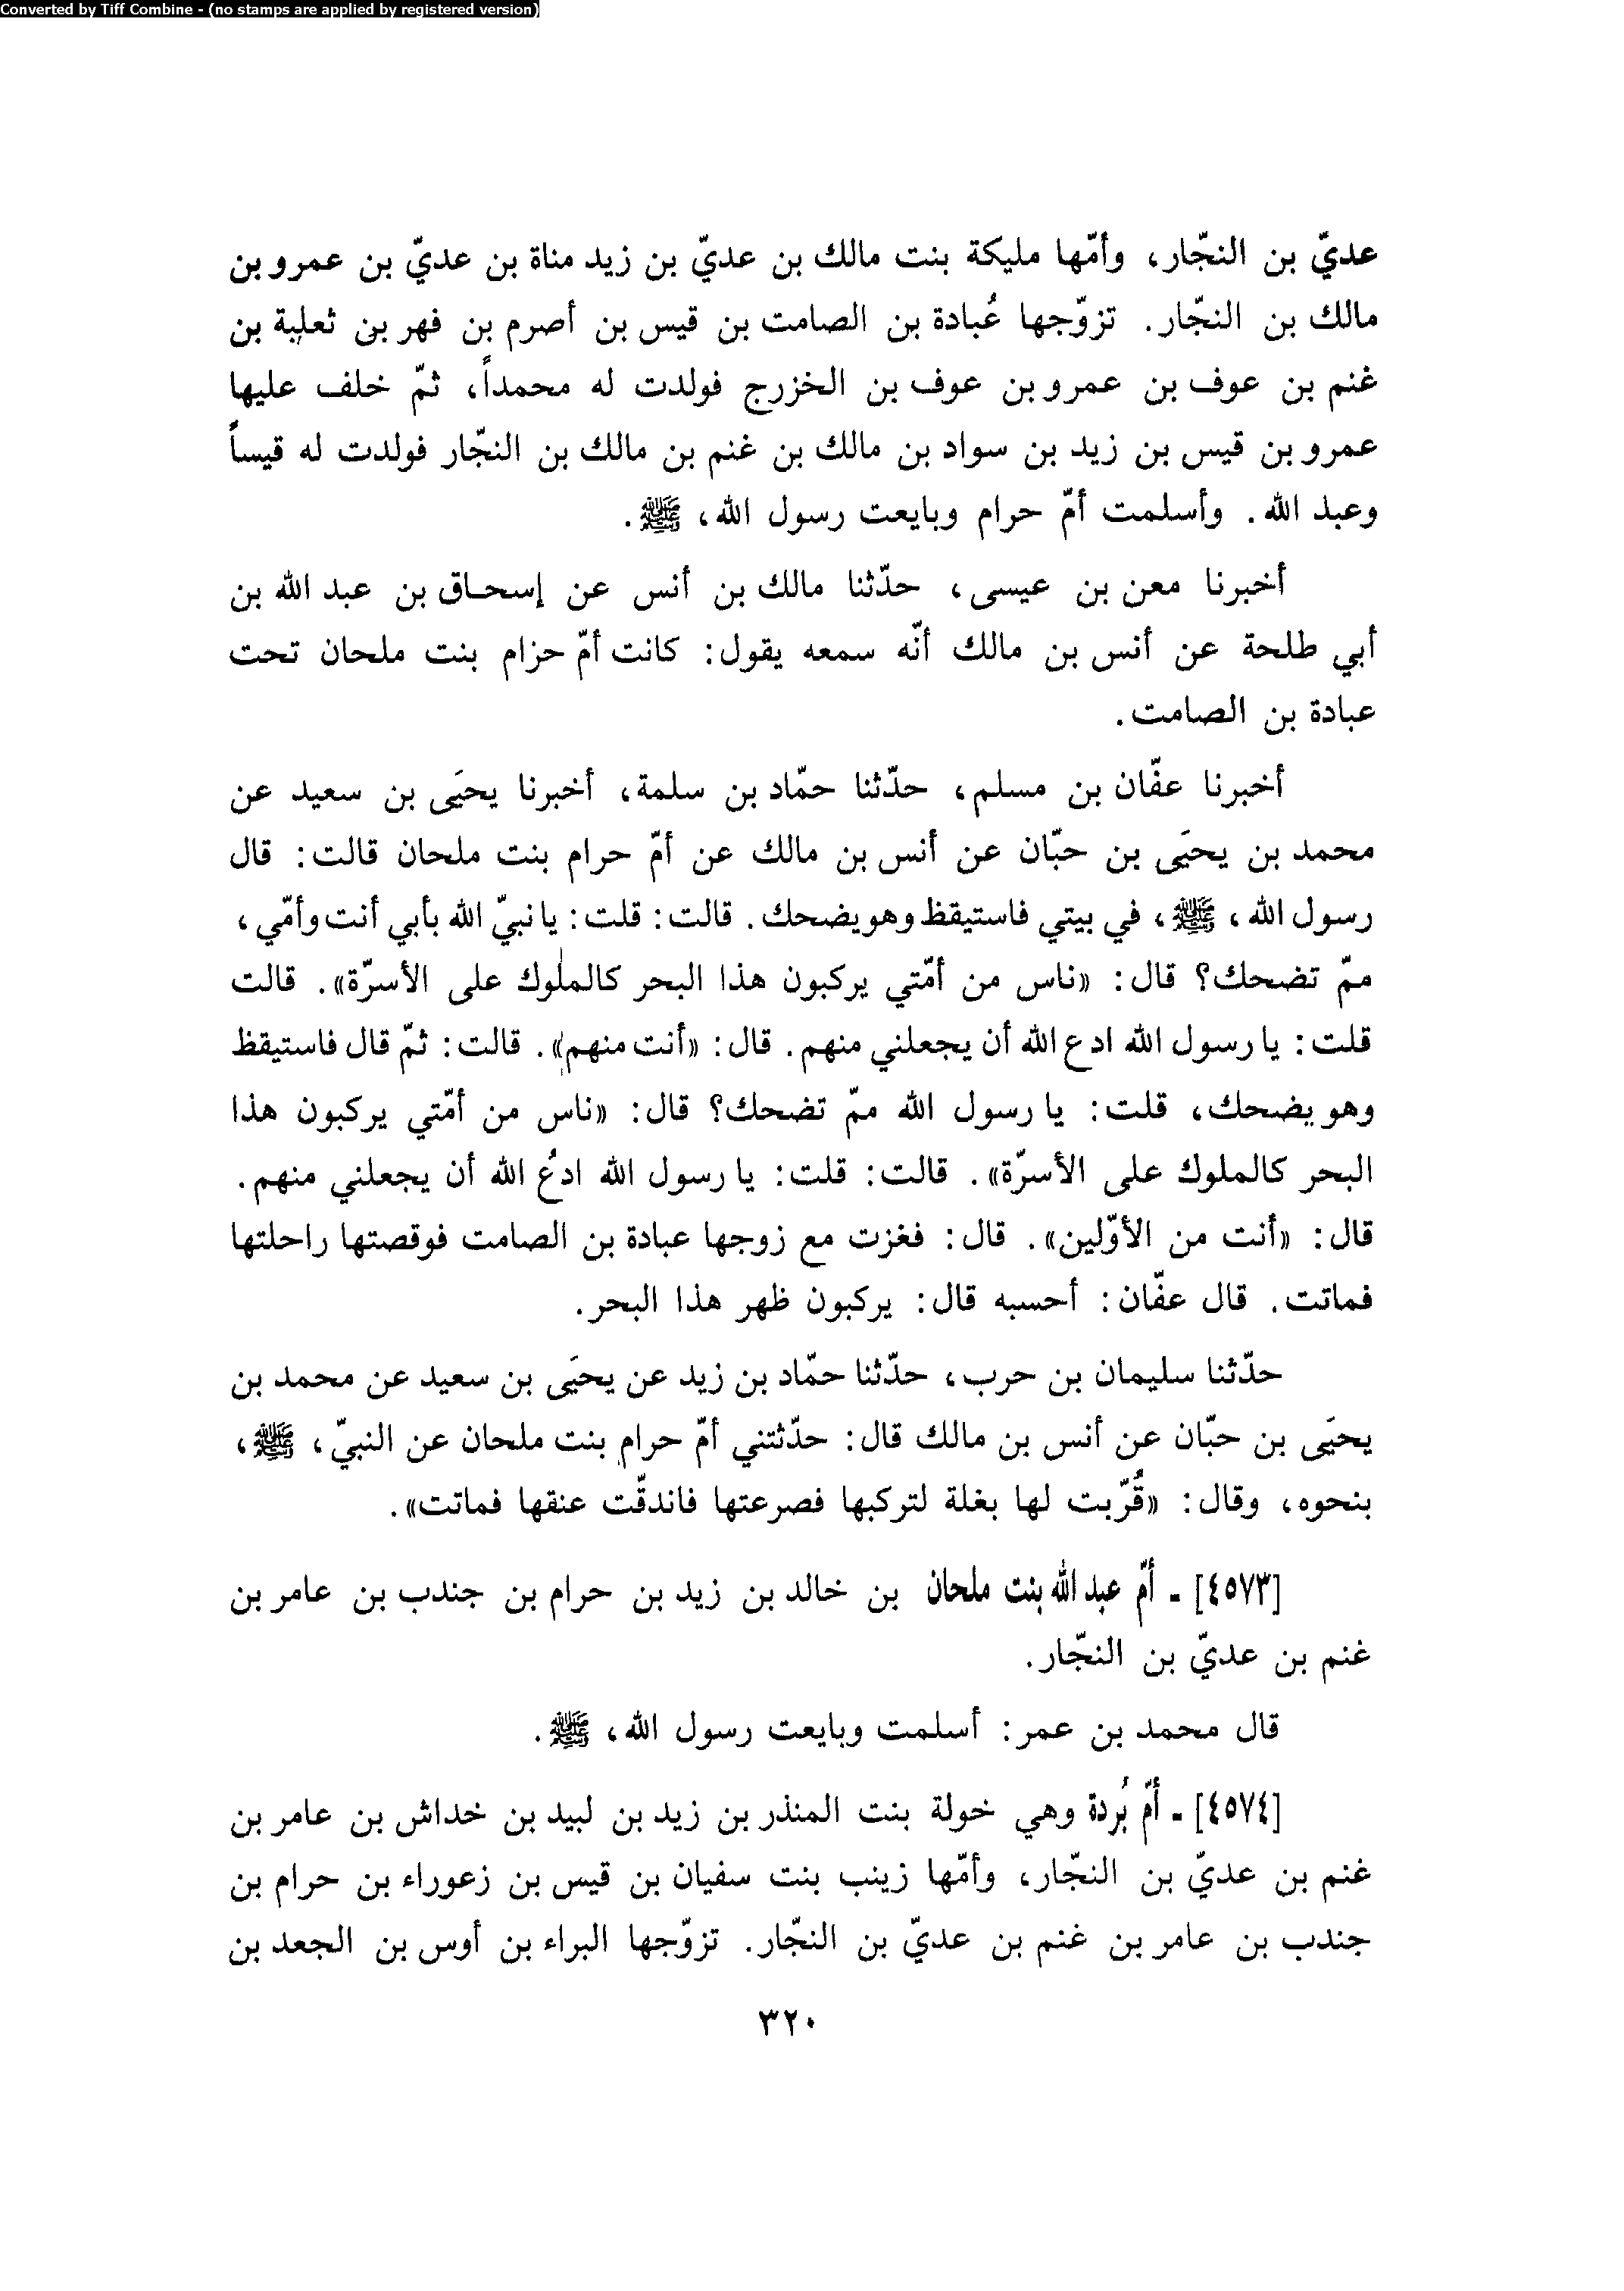 Converted by Tiff Combine - (no stamps are applied by registered version)
عديّ بن النجّار، وأمّها مليكة بنت مالك بن عديّ بن زيد مناة بن عديّ بن عمرو بن
مالك بن النجّار. تزوّجها عُبادة بن الصامت بن قيس بن أصرم بن فهر بن ثعلبة بن
غنم بن عوف بن عمرو بن عوف بن الخزرج فولدت له محمداً، ثمّ خلف عليها
عمرو بن قيس بن زيد بن سواد بن مالك بن غنم بن مالك بن النجّار فولدت له قيساً
وعبد الله. وأسلمت أمّ حرام وبايعت رسول الله، ﷺ.
أخبرنا معن بن عيسى، حدّثنا مالك بن أنس عن إسحاق بن عبد الله بن
أبي طلحة عن أنس بن مالك أنّه سمعه يقول: كانت أمّ حزام بنت ملحان تحت
عبادة بن الصامت.
أخبرنا عفّان بن مسلم، حدّثنا حمّاد بن سلمة، أخبرنا يحيَى بن سعيد عن
محمد بن يحيَى بن حبّان عن أنس بن مالك عن أمّ حرام بنت ملحان قالت: قال
رسول الله، ﷺ، في بيتي فاستيقظ وهو يضحك. قالت: قلت: يا نبيّ الله بأبي أنت وأمّي،
ممّ تضحك؟ قال: «ناس من أمّتي يركبون هذا البحر كالملوك على الأسرّة». قالت
قلت: يا رسول الله ادع الله أن يجعلني منهم. قال: «أنت منهم». قالت: ثمّ قال فاستيقظ
وهو يضحك، قلت: يا رسول الله ممّ تضحك؟ قال: «ناس من أمّتي يركبون هذا
البحر كالملوك على الأسرّة». قالت: قلت: يا رسول الله ادعُ الله أن يجعلني منهم.
قال: «أنت من الأوّلين». قال: فغزت مع زوجها عبادة بن الصامت فوقصتها راحلتها
فماتت. قال عفّان: أحسبه قال: يركبون ظهر هذا البحر.
حدّثنا سليمان بن حرب، حدّثنا حمّاد بن زيد عن يحيَى بن سعيد عن محمد بن
يحيَى بن حبّان عن أنس بن مالك قال: حدّثتني أمّ حرام بنت ملحان عن النبيّ، ﷺ،
بنحوه، وقال: «قُرّبت لها بغلة لتركبها فصرعتها فاندقّت عنقها فماتت».
[٤٥٧٣] - أمّ عبد الله بنت ملحان بن خالد بن زيد بن حرام بن جندب بن عامر بن
غنم بن عديّ بن النجّار.
قال محمد بن عمر: أسلمت وبايعت رسول الله، ﷺ.
[٤٥٧٤] - أمّ بُردة وهي خولة بنت المنذر بن زيد بن لبيد بن خداش بن عامر بن
غنم بن عديّ بن النجّار، وأمّها زينب بنت سفيان بن قيس بن زعوراء بن حرام بن
جندب بن عامر بن غنم بن عديّ بن النجّار. تزوّجها البراء بن أوس بن الجعد بن
٣٢٠